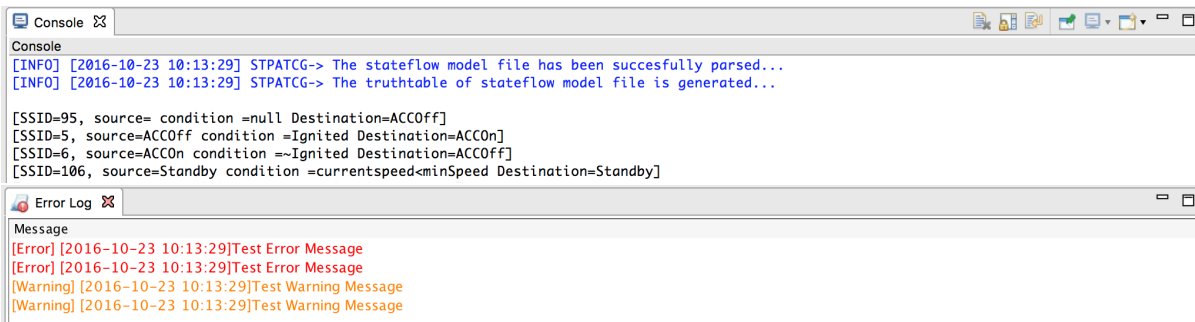 Console
Console
[INFO] [2016-10-23 10:13:29] STPATCG-> The stateflow model file has been succesfully parsed...
[INFO] [2016-10-23 10:13:29] STPATCG-> The truthtable of stateflow model file is generated...
[SSID=95, source= condition =null Destination=ACCOff]
[SSID=5, source=ACCOff condition =Ignited Destination=ACCOn]
[SSID=6, source=ACCOn condition =~Ignited Destination=ACCOff]
[SSID=106, source=Standby condition =currentspeed<minSpeed Destination=Standby]
Error Log
Message
[Error] [2016-10-23 10:13:29]Test Error Message
[Error] [2016-10-23 10:13:29]Test Error Message
[Warning] [2016-10-23 10:13:29]Test Warning Message
[Warning] [2016-10-23 10:13:29]Test Warning Message